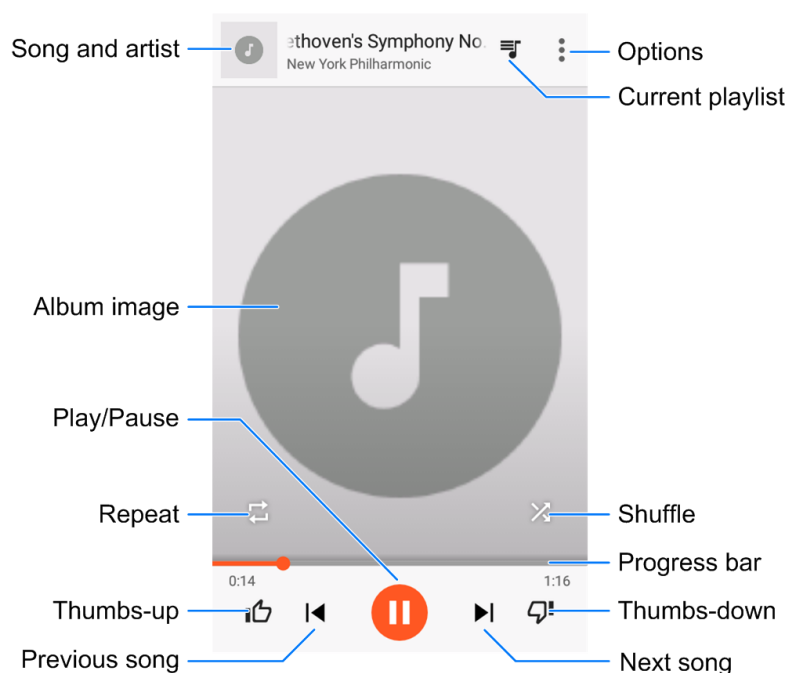 Song and artist
ethoven's Symphony No.
New York Philharmonic
Options
Current playlist
Album image
Play/Pause
Repeat
Shuffle
Progress bar
0:14
1:16
Thumbs-up
Thumbs-down
Previous song
Next song